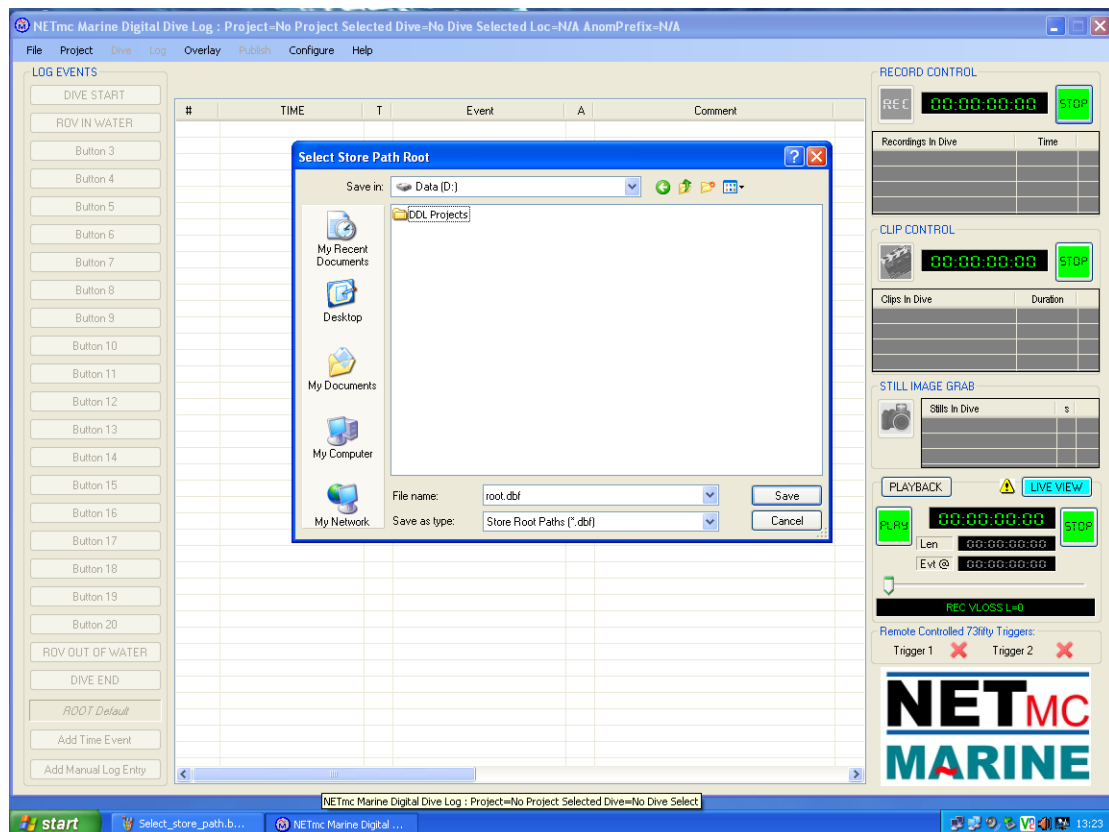 NETmc Marine Digital Dive Log : Project=No Project Selected Dive=No Dive Selected Loc=N/A AnomPrefix=N/A
File Project Dive Log Overlay Publish Configure Help
LOG EVENTS
DIVE START
ROV IN WATER
Button 3
Button 4
Button 5
Button 6
Button 7
Button 8
Button 9
Button 10
Button 11
Button 12
Button 13
Button 14
Button 15
Button 16
Button 17
Button 18
Button 19
Button 20
ROV OUT OF WATER
DIVE END
ROOT Default
Add Time Event
Add Manual Log Entry
# TIME T Event A Comment
Select Store Path Root
Save in: Data (D:)
DDL Projects
My Recent
Documents
Desktop
My Documents
My Computer
My Network
File name: root.dbf Save
Save as type: Store Root Paths (*.dbf) Cancel
RECORD CONTROL
REC 00:00:00:00 STOP
Recordings In Dive Time
CLIP CONTROL
00:00:00:00 STOP
Clips In Dive Duration
STILL IMAGE GRAB
Stills In Dive s
PLAYBACK LIVE VIEW
PLAY 00:00:00:00 STOP
Len 00:00:00:00
Evt @ 00:00:00:00
REC VLOSS L=0
Remote Controlled 73fifty Triggers:
Trigger 1 Trigger 2
NETMC
MARINE
NETmc Marine Digital Dive Log : Project=No Project Selected Dive=No Dive Select
start Select_store_path.b... NETmc Marine Digital ... V2 13:23